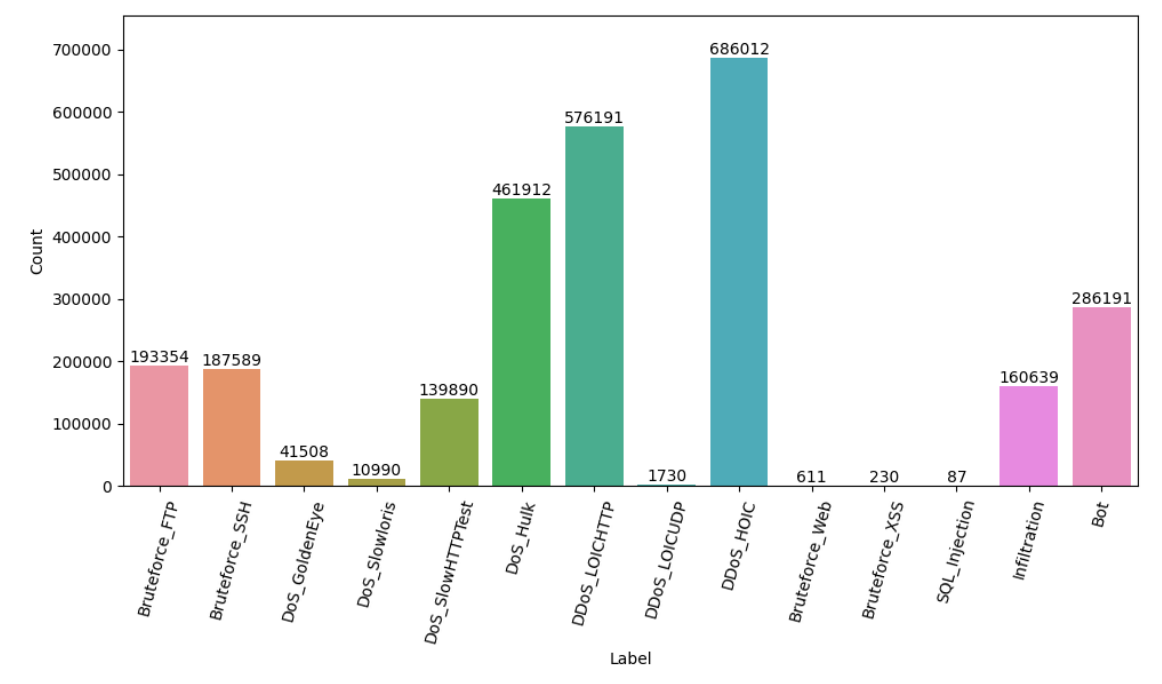 700000
600000
500000
400000
300000
200000
100000
0
Count
193354
187589
41508
10990
139890
461912
576191
1730
686012
611
230
87
160639
286191
Bruteforce_FTP
Bruteforce_SSH
DoS_GoldenEye
DoS_Slowloris
DoS_SlowHTTPTest
DoS_Hulk
DDoS_LOICHTTP
DDoS_LOICUDP
DDoS_HOIC
Bruteforce_Web
Bruteforce_XSS
SQL_Injection
Infiltration
Bot
Label